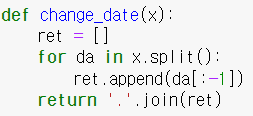 def change_date(x):
    ret = []
    for da in x.split():
        ret.append(da[:-1])
    return '.'.join(ret)